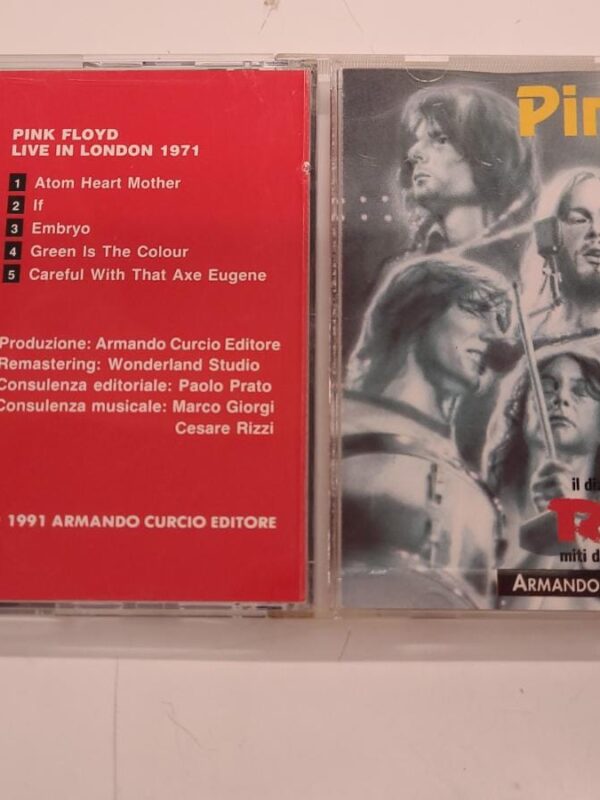 PINK FLOYD
LIVE IN LONDON 1971
1 Atom Heart Mother
2 If
3 Embryo
4 Green Is The Colour
5 Careful With That Axe Eugene
Produzione: Armando Curcio Editore
Remastering: Wonderland Studio
Consulenza editoriale: Paolo Prato
Consulenza musicale: Marco Giorgi
Cesare Rizzi
1991 ARMANDO CURCIO EDITORE
Pin
il di
miti d
ARMANDO